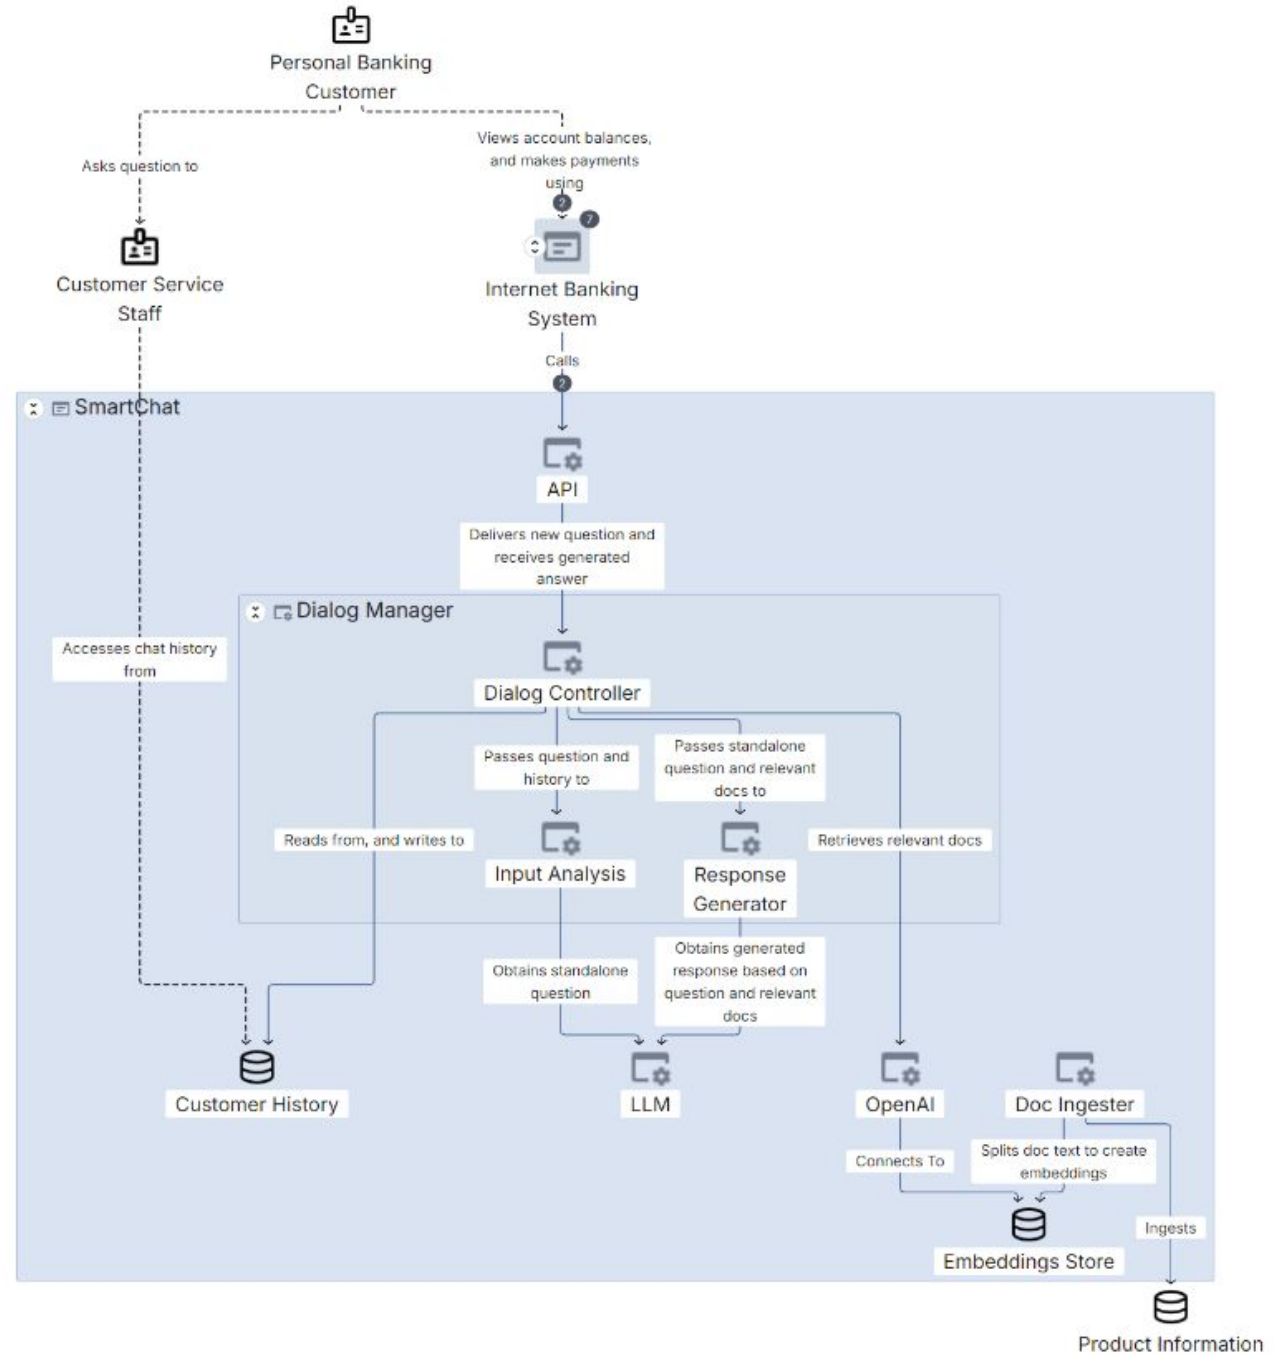 Personal Banking
Customer
Asks question to
Views account balances,
and makes payments
using
2
7
Customer Service
Staff
Internet Banking
System
Calls
2
SmartChat
API
Delivers new question and
receives generated
answer
Dialog Manager
Accesses chat history
from
Dialog Controller
Passes question and
history to
Passes standalone
question and relevant
docs to
Reads from, and writes to
Retrieves relevant docs
Input Analysis
Response
Generator
Obtains standalone
question
Obtains generated
response based on
question and relevant
docs
Customer History
LLM
OpenAI
Doc Ingester
Connects To
Splits doc text to create
embeddings
Ingests
Embeddings Store
Product Information